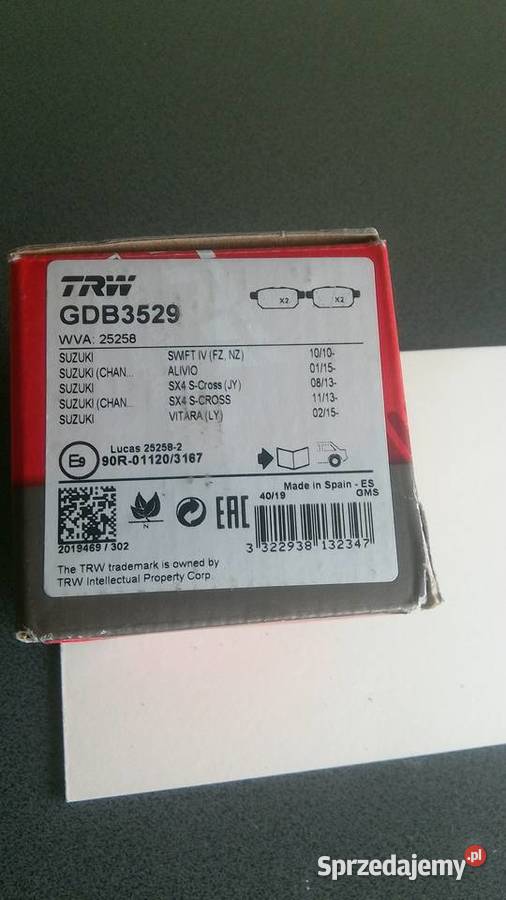 TRW
GDB3529
WVA: 25258
X2 X2
SUZUKI SWIFT IV (FZ, NZ) 10/10-
SUZUKI (CHAN... ALIVIO 01/15-
SUZUKI SX4 S-Cross (JY) 08/13-
SUZUKI (CHAN... SX4 S-CROSS 11/13-
SUZUKI VITARA (LY) 02/15-
Lucas 25258-2
E9 90R-01120/3167
Made in Spain - ES
40/19 GMS
N
EAC
2019469 / 302
3 322938 132347
The TRW trademark is owned by
TRW Intellectual Property Corp.
Sprzedajemy.pl